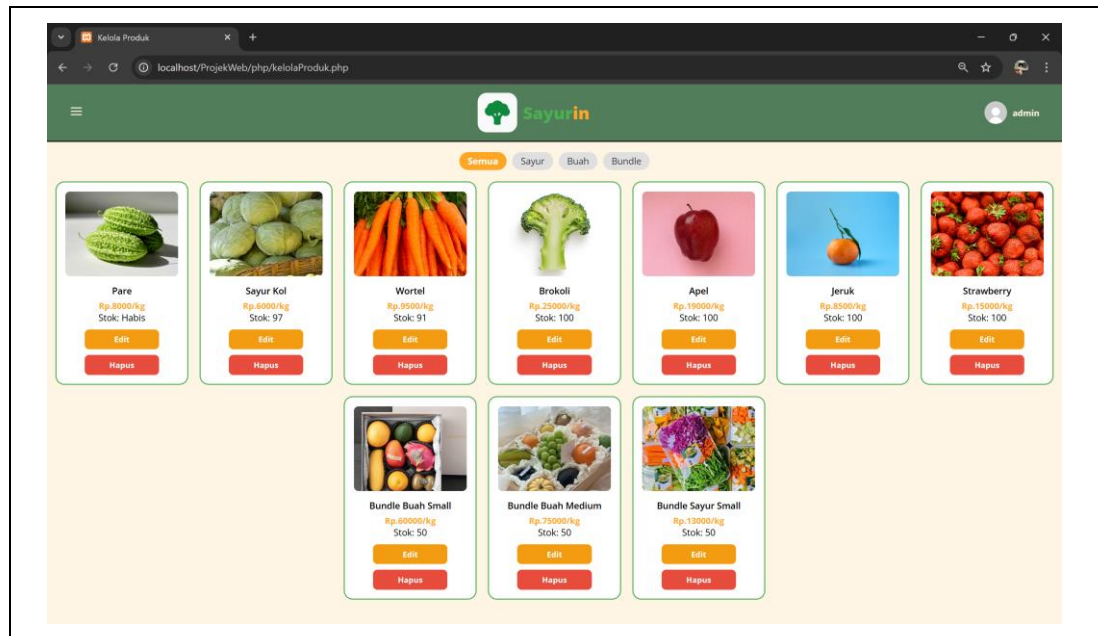 Kelola Produk
localhost/ProjekWeb/php/kelolaProduk.php
Sayurin
admin
Semua Sayur Buah Bundle
Pare
Rp.8000/kg
Stok: Habis
Edit
Hapus
Sayur Kol
Rp.6000/kg
Stok: 97
Edit
Hapus
Wortel
Rp.9500/kg
Stok: 91
Edit
Hapus
Brokoli
Rp.25000/kg
Stok: 100
Edit
Hapus
Apel
Rp.19000/kg
Stok: 100
Edit
Hapus
Jeruk
Rp.8500/kg
Stok: 100
Edit
Hapus
Strawberry
Rp.15000/kg
Stok: 100
Edit
Hapus
Bundle Buah Small
Rp.60000/kg
Stok: 50
Edit
Hapus
Bundle Buah Medium
Rp.75000/kg
Stok: 50
Edit
Hapus
Bundle Sayur Small
Rp.13000/kg
Stok: 50
Edit
Hapus